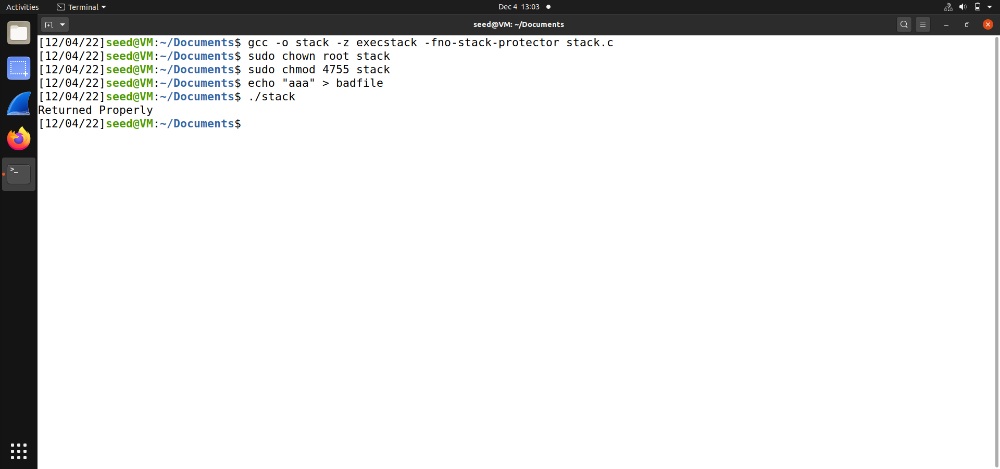 Activities Terminal Dec 4 13:03
seed@VM: ~/Documents
[12/04/22]seed@VM:~/Documents$ gcc -o stack -z execstack -fno-stack-protector stack.c
[12/04/22]seed@VM:~/Documents$ sudo chown root stack
[12/04/22]seed@VM:~/Documents$ sudo chmod 4755 stack
[12/04/22]seed@VM:~/Documents$ echo "aaa" > badfile
[12/04/22]seed@VM:~/Documents$ ./stack
Returned Properly
[12/04/22]seed@VM:~/Documents$